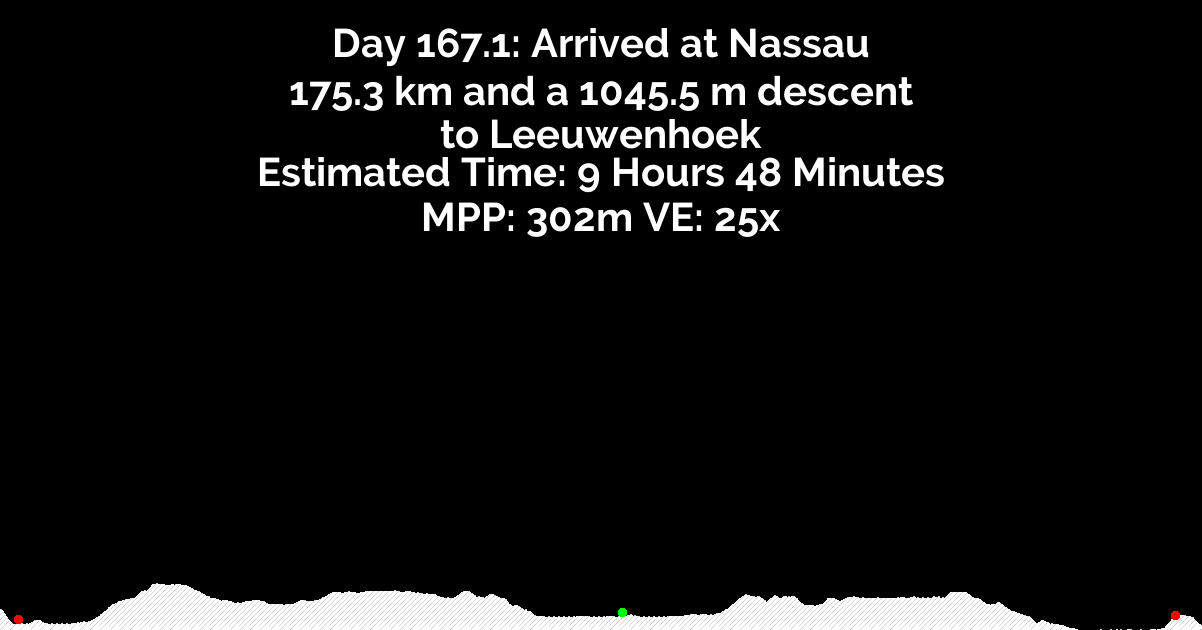 Day 167.1: Arrived at Nassau
175.3 km and a 1045.5 m descent
to Leeuwenhoek
Estimated Time: 9 Hours 48 Minutes
MPP: 302m VE: 25x